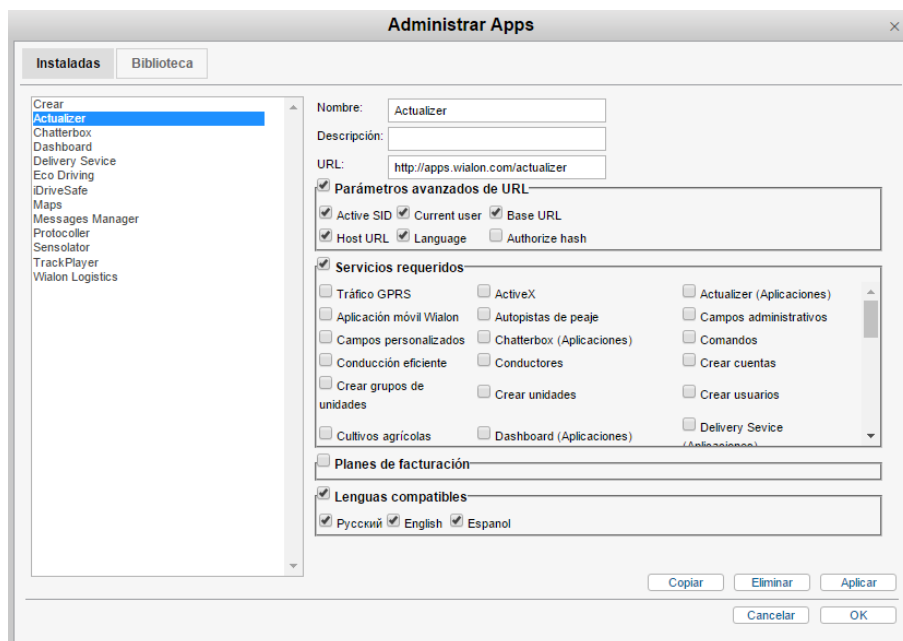 Administrar Apps
×
Instaladas Biblioteca
Crear
Actualizer
Chatterbox
Dashboard
Delivery Sevice
Eco Driving
iDriveSafe
Maps
Messages Manager
Protocoller
Sensolator
TrackPlayer
Wialon Logistics
Nombre: Actualizer
Descripción:
URL: http://apps.wialon.com/actualizer
Parámetros avanzados de URL
Active SID Current user Base URL
Host URL Language Authorize hash
Servicios requeridos
Tráfico GPRS ActiveX Actualizer (Aplicaciones)
Aplicación móvil Wialon Autopistas de peaje Campos administrativos
Campos personalizados Chatterbox (Aplicaciones) Comandos
Conducción eficiente Conductores Crear cuentas
Crear grupos de
unidades Crear unidades Crear usuarios
Cultivos agrícolas Dashboard (Aplicaciones) Delivery Sevice
(Aplicaciones)
Planes de facturación
Lenguas compatibles
Русский English Espanol
Copiar Eliminar Aplicar
Cancelar OK